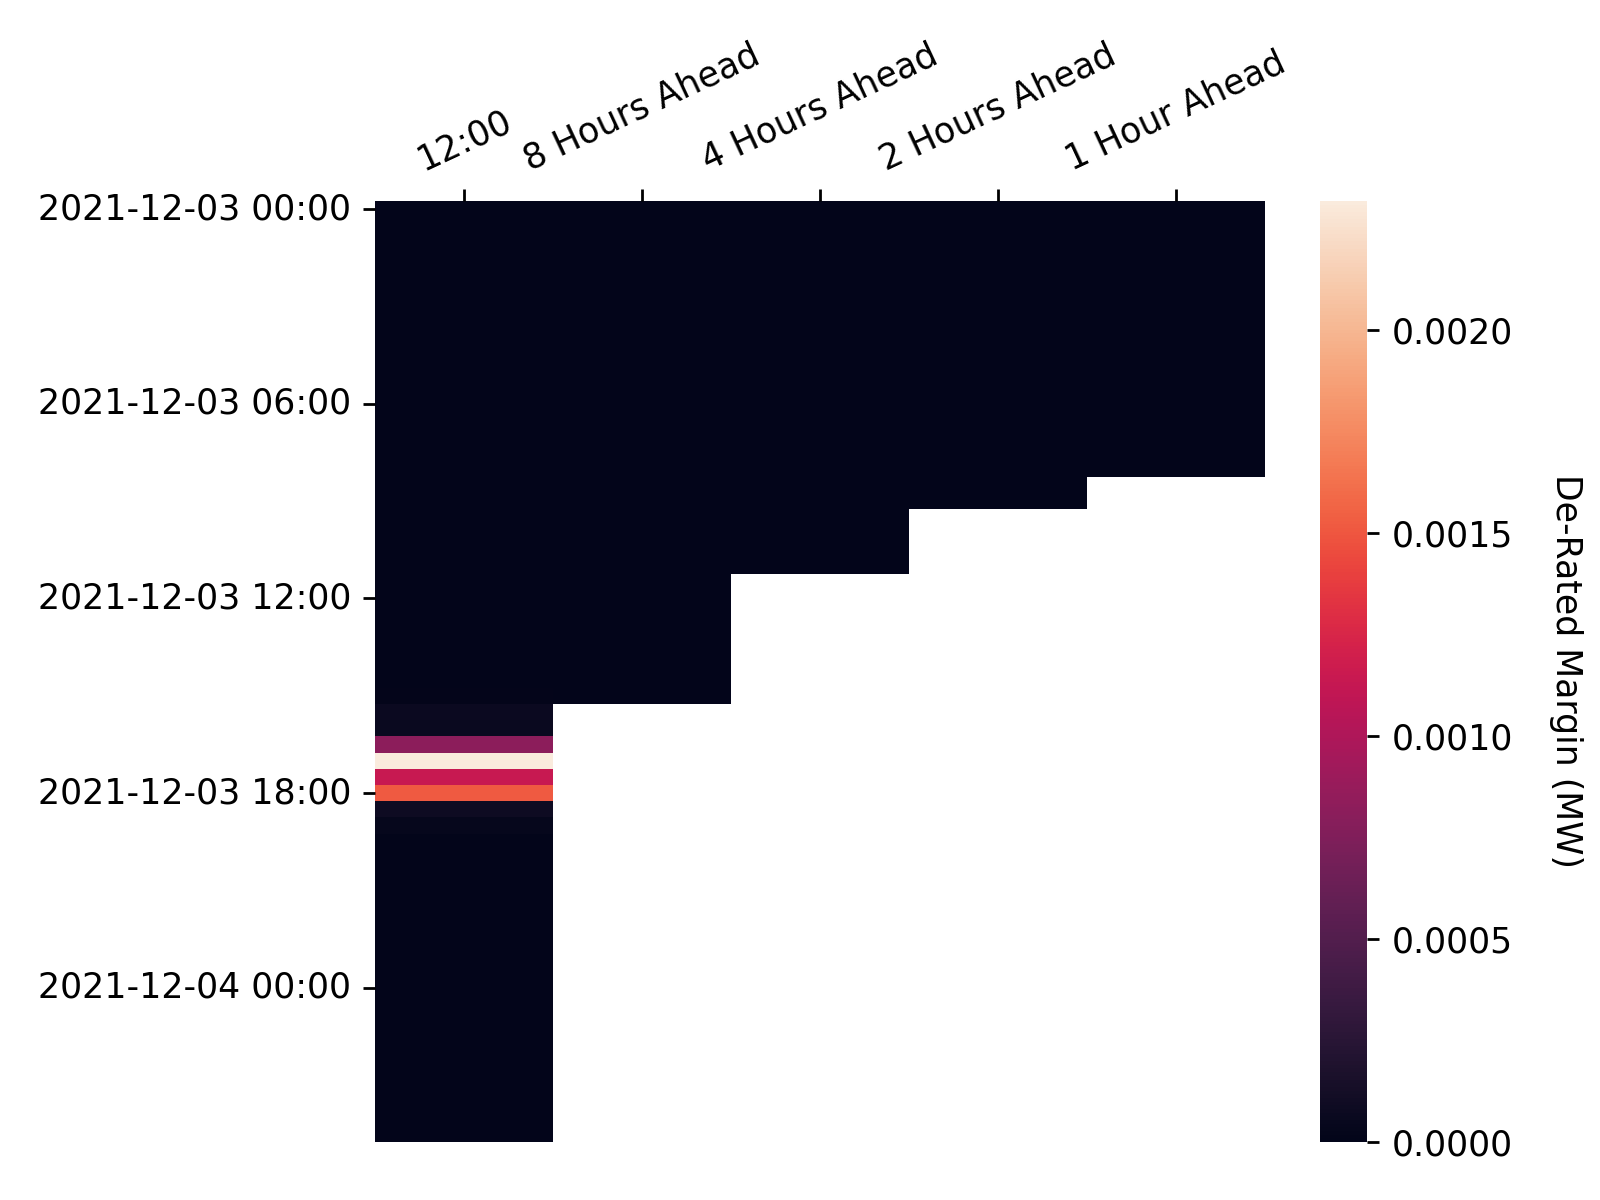 12:00
8 Hours Ahead
4 Hours Ahead
2 Hours Ahead
1 Hour Ahead
2021-12-03 00:00
2021-12-03 06:00
2021-12-03 12:00
2021-12-03 18:00
2021-12-04 00:00
0.0020
0.0015
0.0010
0.0005
0.0000
De-Rated Margin (MW)